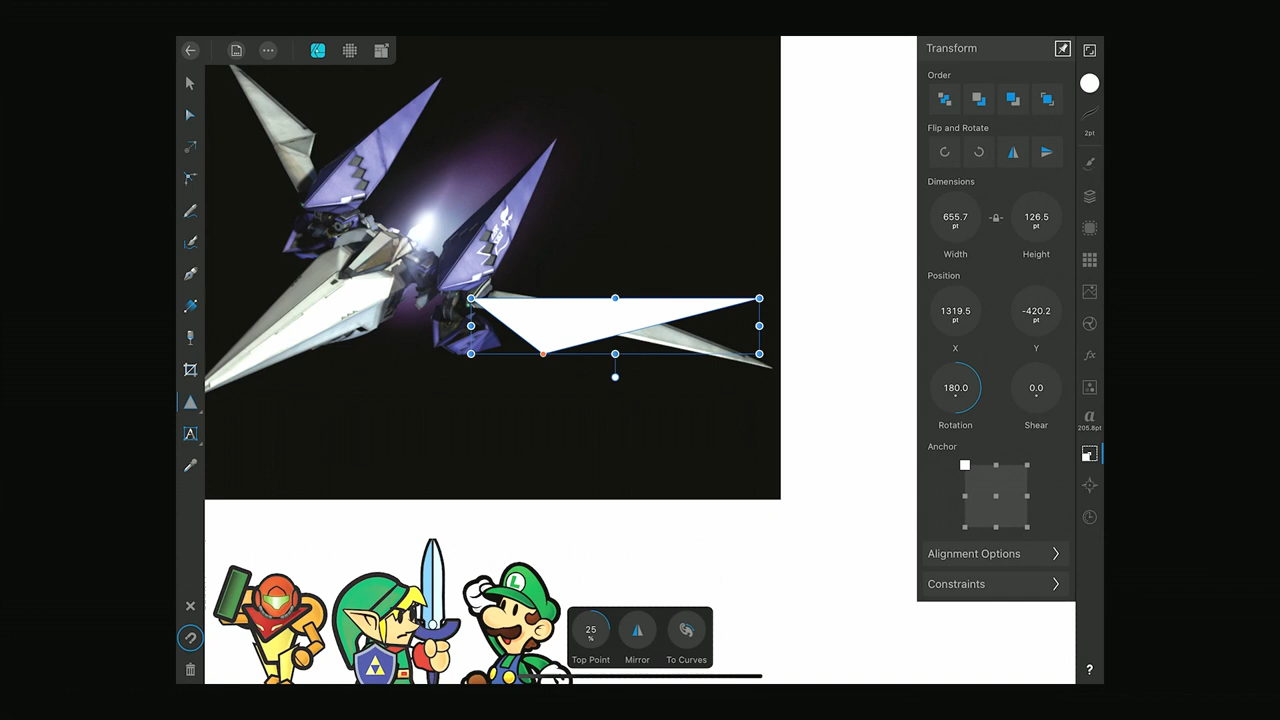 Transform
Order
2pt
Flip and Rotate
Dimensions
655.7
pt
126.5
pt
Width
Height
Position
1319.5
pt
-420.2
pt
X
Y
fx
180.0
°
0.0
°
a
205.8pt
Rotation
Shear
A
Anchor
Alignment Options
Constraints
L
25
%
Top Point
Mirror
To Curves
?